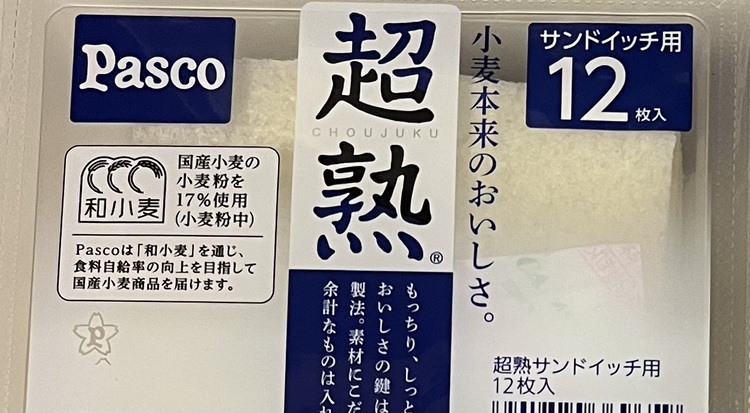 Pasco
超熟
CHOUJUKU
®
小麦本来のおいしさ。
サンドイッチ用
12枚入
和小麦
国産小麦の
小麦粉を
17%使用
(小麦粉中)
Pascoは「和小麦」を通じ、
食料自給率の向上を目指して
国産小麦商品を届けます。
P
もっちり、しっと
おいしさの鍵は
製法。素材にこだ
余計なものは入れ
超熟サンドイッチ用
12枚入